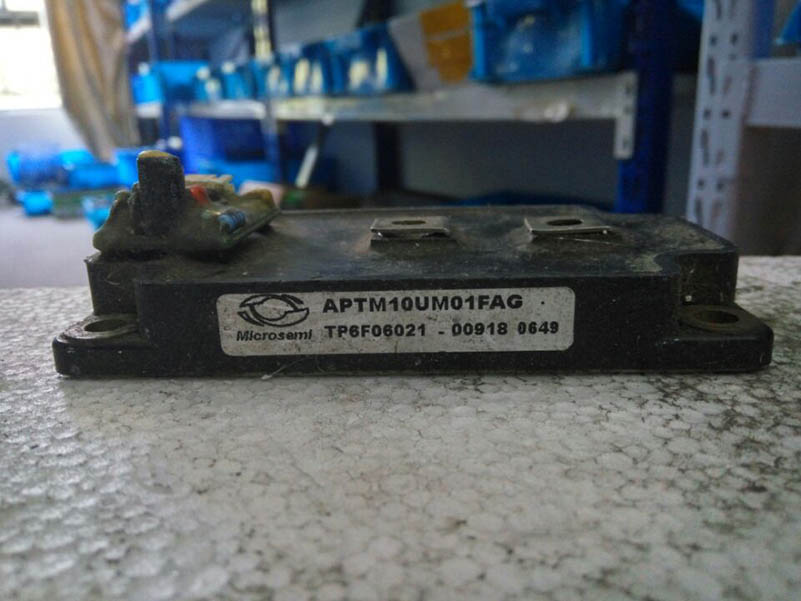 APTM10UM01FAG
Microsemi TP6F06021 - 00918 0649